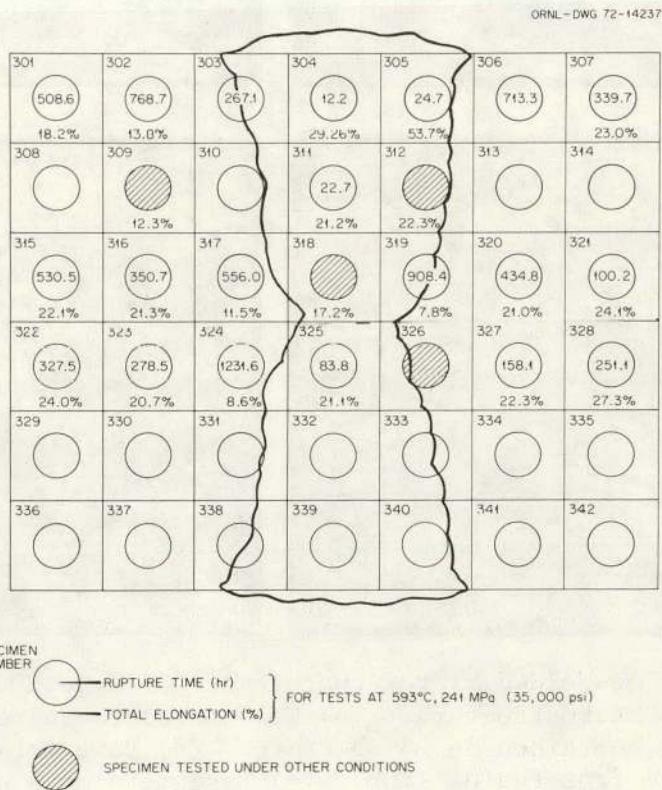 ORNL-DWG 72-14237
301 302 303 304 305 306 307
508.6 768.7 267.1 12.2 24.7 713.3 339.7
18.2% 13.0% 29.26% 53.7% 23.0%
308 309 310 311 312 313 314
22.7
12.3% 21.2% 22.3%
315 316 317 318 319 320 321
530.5 350.7 556.0 908.4 434.8 100.2
22.1% 21.3% 11.5% 17.2% 7.8% 21.0% 24.1%
322 323 324 325 326 327 328
327.5 278.5 1231.6 83.8 158.1 251.1
24.0% 20.7% 8.6% 21.1% 22.3% 27.3%
329 330 331 332 333 334 335
336 337 338 339 340 341 342
CIMEN
MBER
RUPTURE TIME (hr)
TOTAL ELONGATION (%)
FOR TESTS AT 593°C, 241 MPa (35,000 psi)
SPECIMEN TESTED UNDER OTHER CONDITIONS